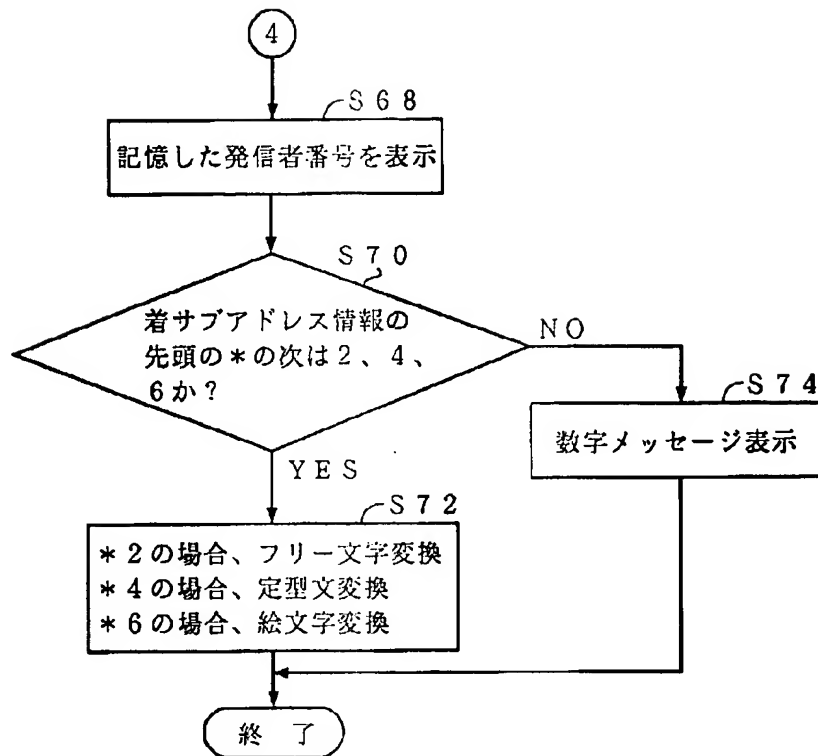 4
S68
記憶した発信者番号を表示
S70
着サブアドレス情報の
先頭の＊の次は２、４、
６か？
NO
S74
数字メッセージ表示
YES
S72
＊２の場合、フリー文字変換
＊４の場合、定型文変換
＊６の場合、絵文字変換
終 了